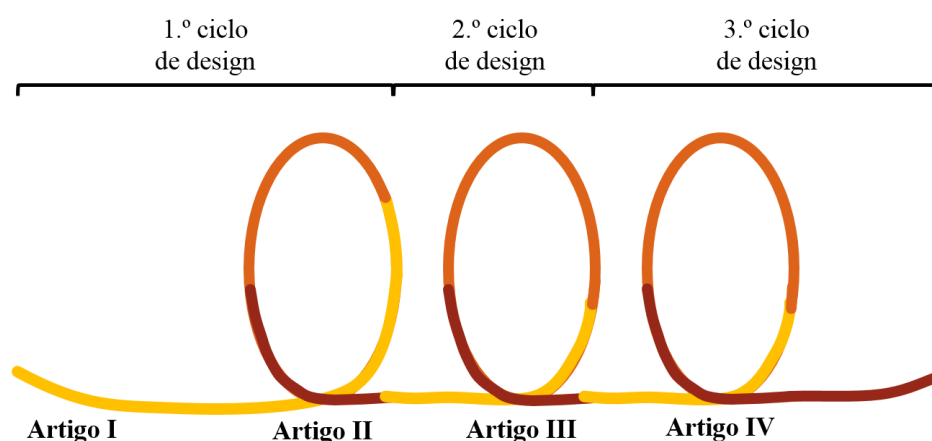 1.º ciclo
de design
2.º ciclo
de design
3.º ciclo
de design
Artigo I
Artigo II
Artigo III
Artigo IV